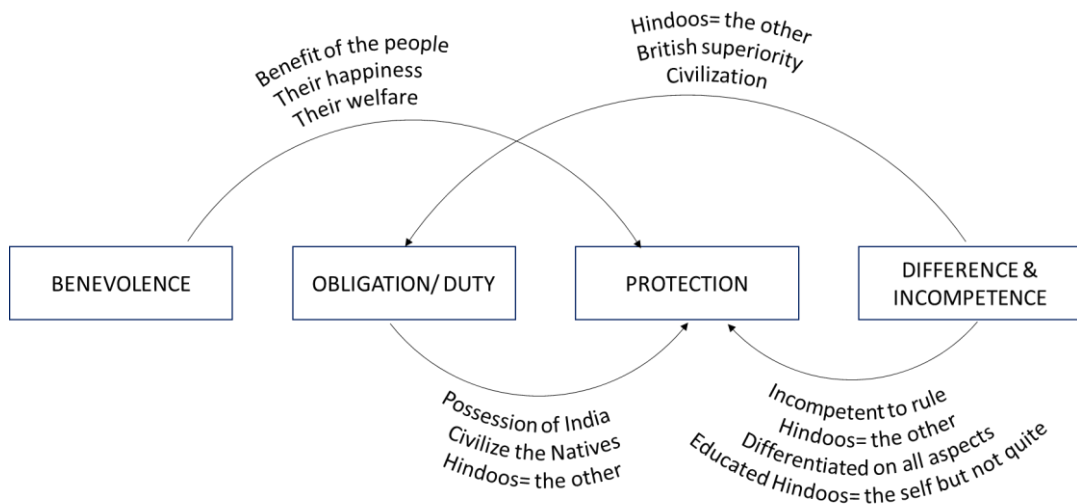 Benefit of the people
Their happiness
Their welfare
Hindoos= the other
British superiority
Civilization
BENEVOLENCE
OBLIGATION/ DUTY
PROTECTION
DIFFERENCE &
INCOMPETENCE
Possession of India
Civilize the Natives
Hindoos= the other
Incompetent to rule
Hindoos= the other
Differentiated on all aspects
Educated Hindoos= the self but not quite